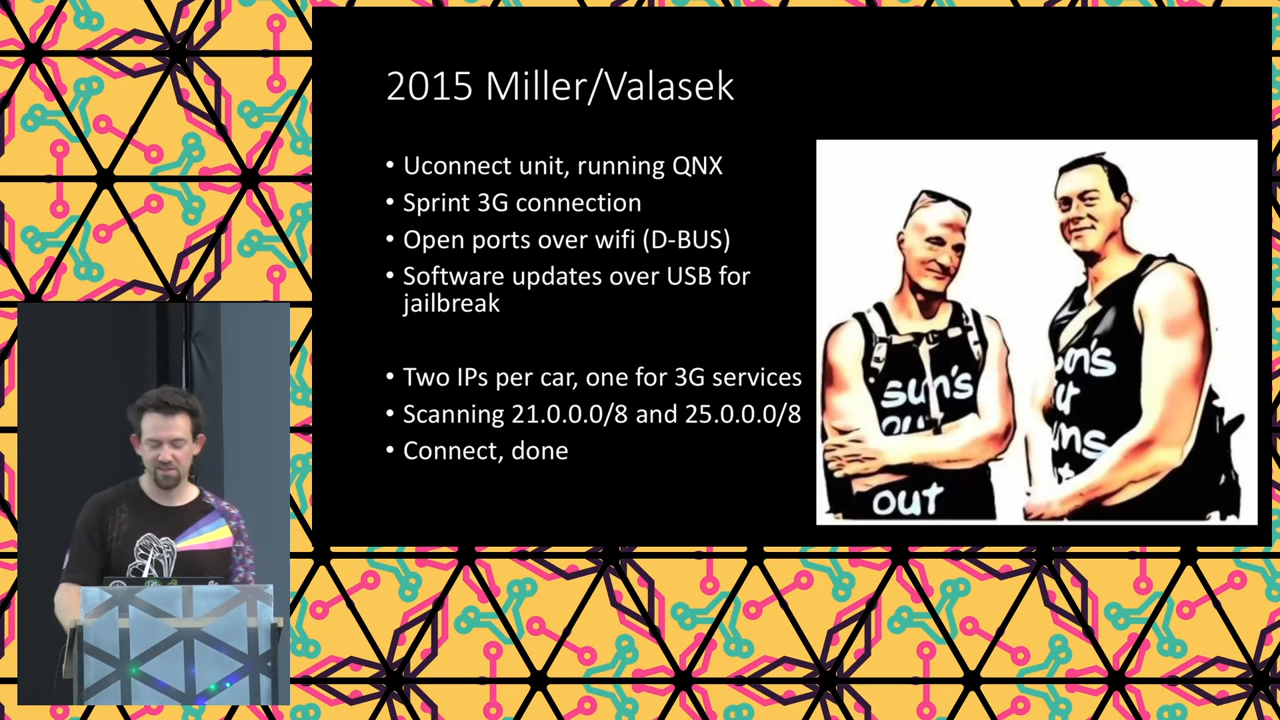 2015 Miller/Valasek
• Uconnect unit, running QNX
• Sprint 3G connection
• Open ports over wifi (D-BUS)
• Software updates over USB for
jailbreak
• Two IPs per car, one for 3G services
• Scanning 21.0.0.0/8 and 25.0.0.0/8
• Connect, done
sun's
out